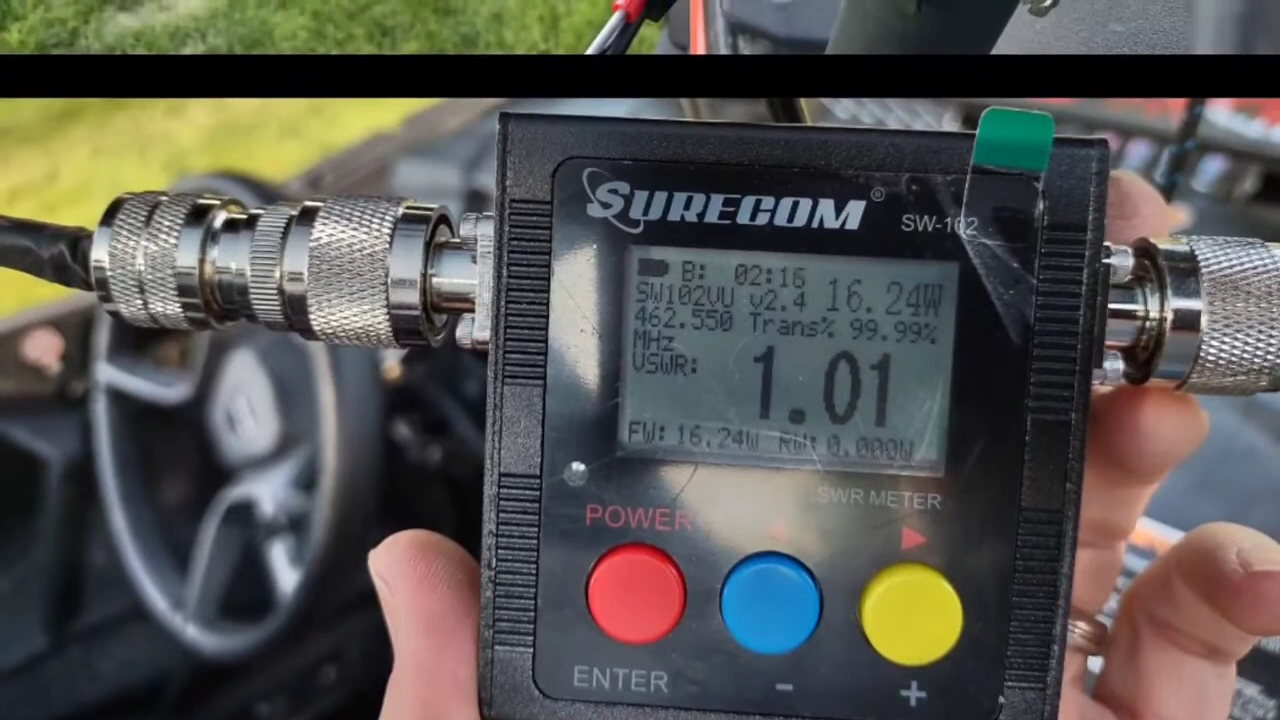 SURECOM®
SW-102
B: 02:16
SW102VU v2.4 16.24W
462.550 Trans% 99.99%
MHz
VSWR: 1.01
FW: 16.24W RW: 0.000W
SWR METER
POWER
ENTER - +